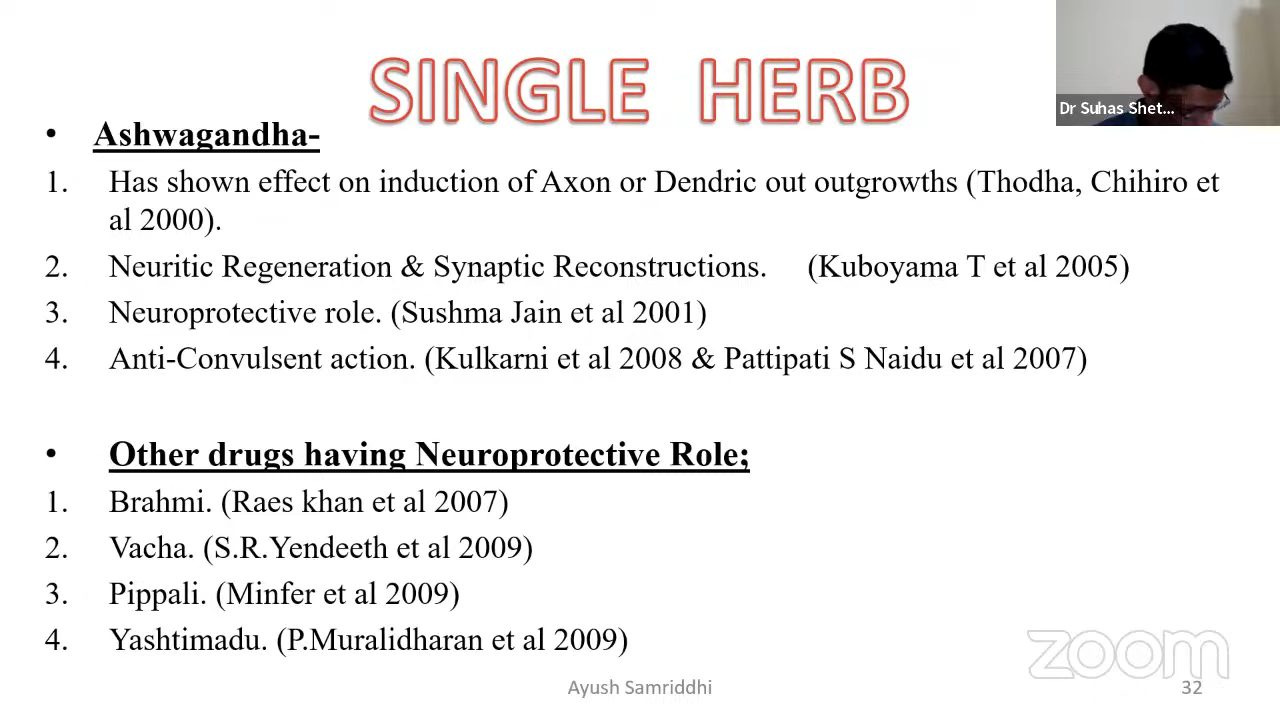 SINGLE HERB
Dr Suhas Shet...
• Ashwagandha-
1. Has shown effect on induction of Axon or Dendric out outgrowths (Thodha, Chihiro et
al 2000).
2. Neuritic Regeneration & Synaptic Reconstructions. (Kuboyama T et al 2005)
3. Neuroprotective role. (Sushma Jain et al 2001)
4. Anti-Convulsent action. (Kulkarni et al 2008 & Pattipati S Naidu et al 2007)
• Other drugs having Neuroprotective Role;
1. Brahmi. (Raes khan et al 2007)
2. Vacha. (S.R.Yendeeth et al 2009)
3. Pippali. (Minfer et al 2009)
4. Yashtimadu. (P.Muralidharan et al 2009)
zoom
Ayush Samriddhi
32